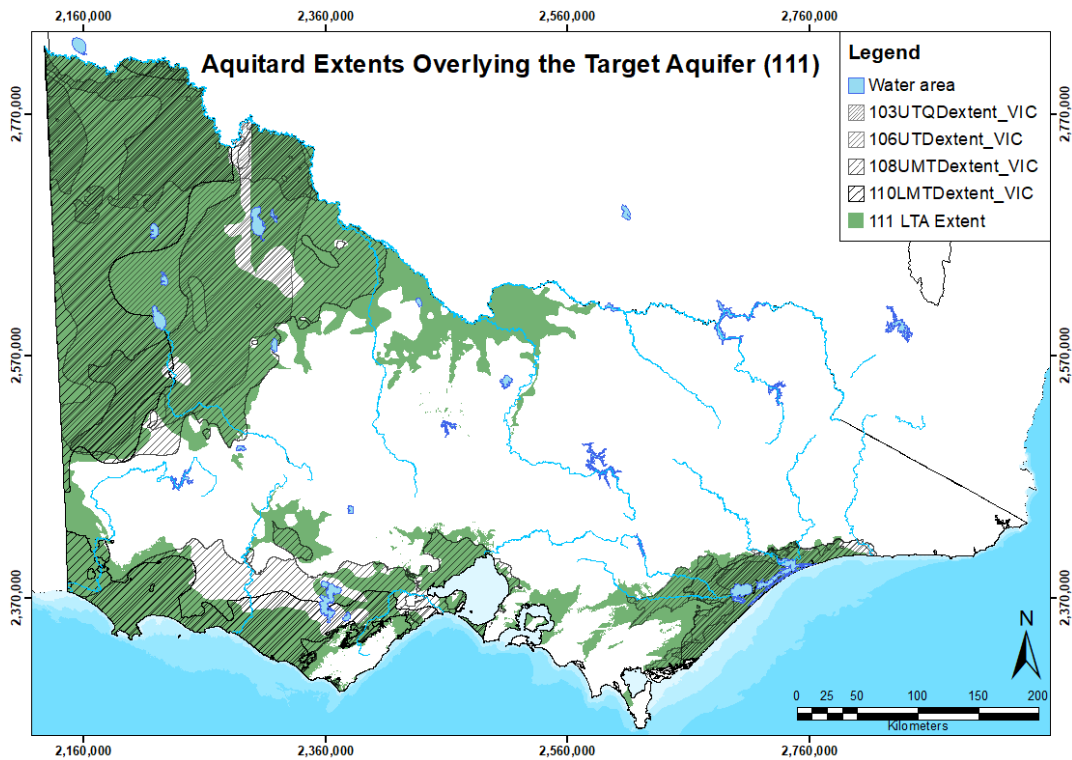 2,160,000 2,360,000 2,560,000 2,760,000
Aquitard Extents Overlying the Target Aquifer (111)
Legend
Water area
103UTQDextent_VIC
106UTDextent_VIC
108UMTDextent_VIC
110LMTDextent_VIC
111 LTA Extent
2,770,000 2,770,000
2,570,000 2,570,000
2,370,000 2,370,000
N
0 25 50 100 150 200
Kilometers
2,160,000 2,360,000 2,560,000 2,760,000